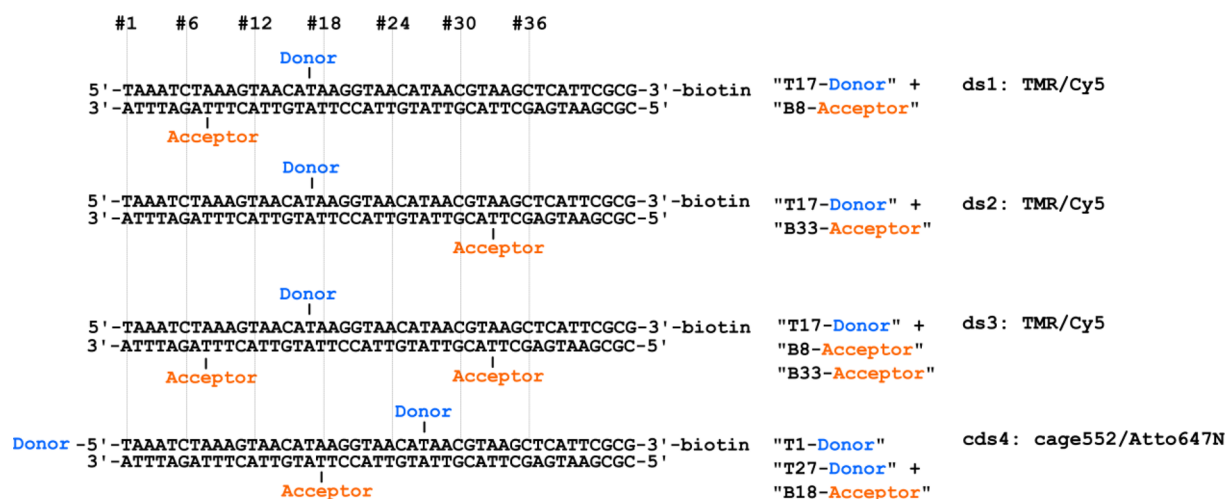 #1 #6 #12 #18 #24 #30 #36
Donor
5'-TAAATCTAAAGTAACATAAGGTAACATAACGTAAGCTCATTCGCG-3'-biotin "T17-Donor" + ds1: TMR/Cy5
3'-ATTTAGATTTCATTGTATTCCATTGTATTGCATTCGAGTAAGCGC-5' "B8-Acceptor"
Acceptor
Donor
5'-TAAATCTAAAGTAACATAAGGTAACATAACGTAAGCTCATTCGCG-3'-biotin "T17-Donor" + ds2: TMR/Cy5
3'-ATTTAGATTTCATTGTATTCCATTGTATTGCATTCGAGTAAGCGC-5' "B33-Acceptor"
Acceptor
Donor
5'-TAAATCTAAAGTAACATAAGGTAACATAACGTAAGCTCATTCGCG-3'-biotin "T17-Donor" + ds3: TMR/Cy5
3'-ATTTAGATTTCATTGTATTCCATTGTATTGCATTCGAGTAAGCGC-5' "B8-Acceptor"
Acceptor Acceptor "B33-Acceptor"
Donor
Donor -5'-TAAATCTAAAGTAACATAAGGTAACATAACGTAAGCTCATTCGCG-3'-biotin "T1-Donor" cds4: cage552/Atto647N
3'-ATTTAGATTTCATTGTATTCCATTGTATTGCATTCGAGTAAGCGC-5' "T27-Donor" +
Acceptor "B18-Acceptor"